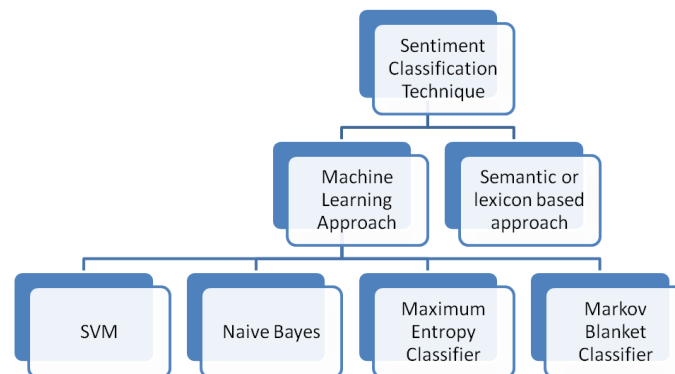 Sentiment
Classification
Technique
Machine
Learning
Approach
Semantic or
lexicon based
approach
SVM
Naive Bayes
Maximum
Entropy
Classifier
Markov
Blanket
Classifier